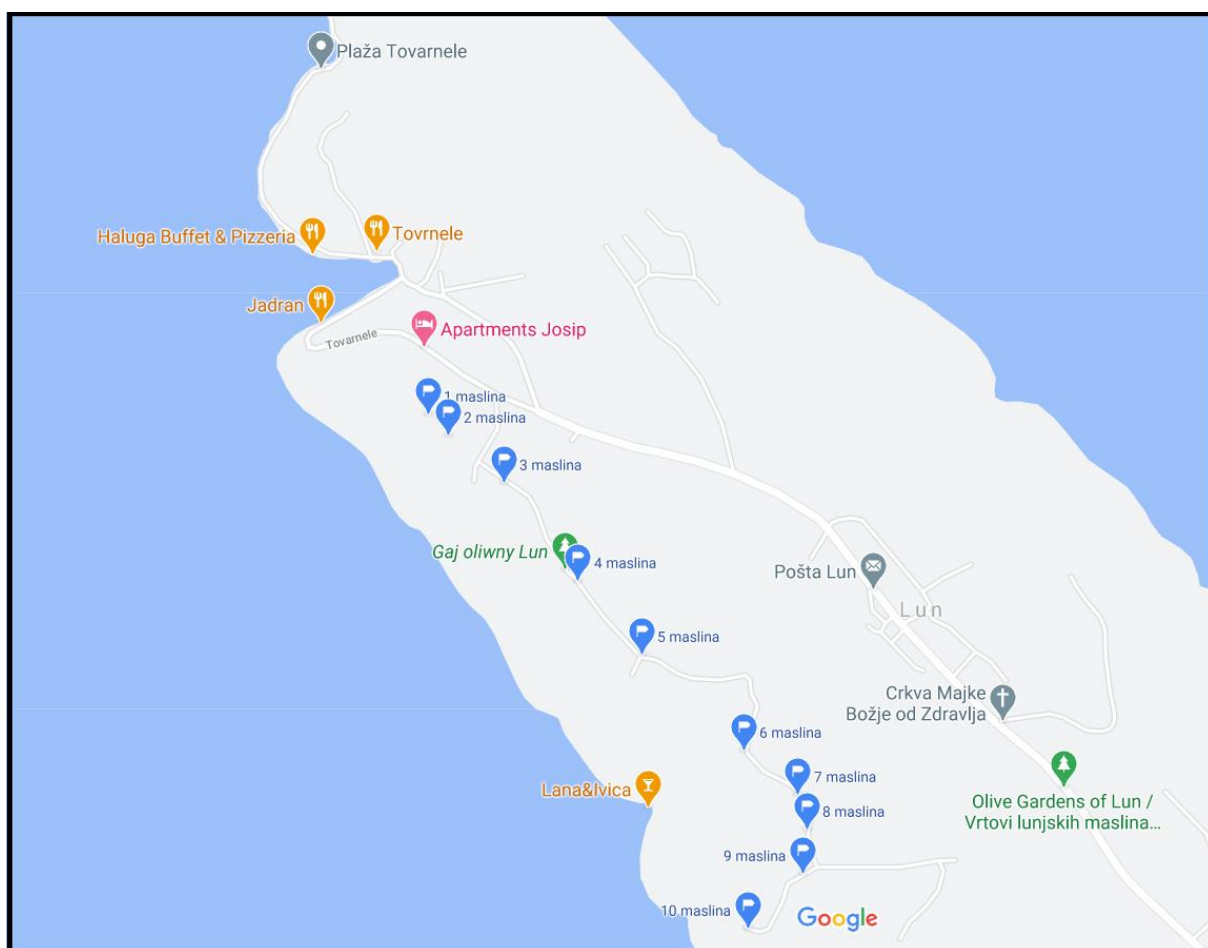 Plaža Tovarnele
Haluga Buffet & Pizzeria
Tovrnele
Jadran
Tovarnele
Apartments Josip
1 maslina
2 maslina
3 maslina
Gaj oliwny Lun
4 maslina
Pošta Lun
Lun
5 maslina
Crkva Majke
Božje od Zdravlja
6 maslina
7 maslina
Lana&Ivica
8 maslina
Olive Gardens of Lun /
Vrtovi lunjskih maslina...
9 maslina
10 maslina
Google